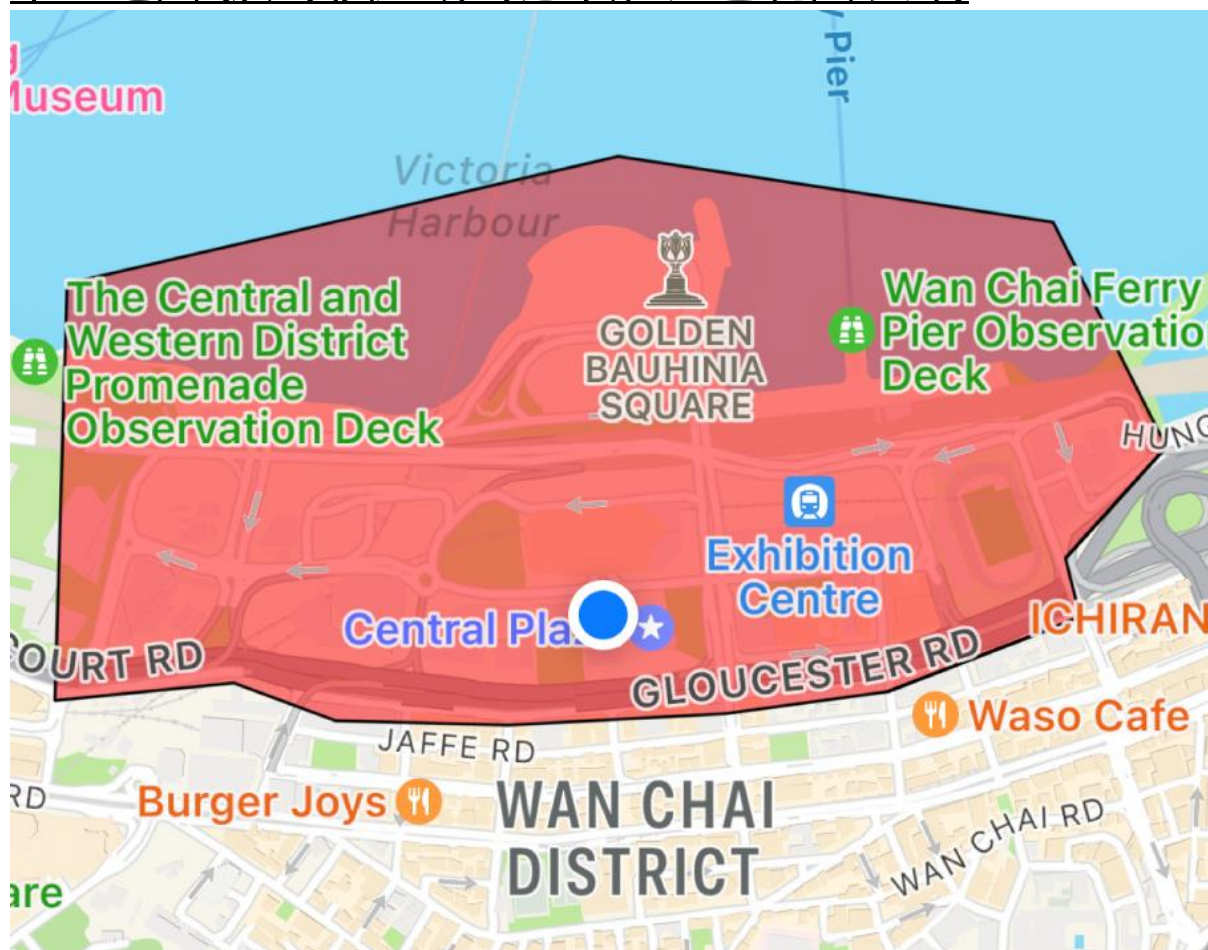 Pier
Museum
Victoria
Harbour
The Central and
Western District
Promenade
Observation Deck
GOLDEN
BAUHINIA
SQUARE
Wan Chai Ferry
Pier Observatio
Deck
HUNG
Exhibition
Centre
Central Pla
ICHIRAN
COURT RD
GLOUCESTER RD
Waso Cafe
JAFFE RD
RD
Burger Joys
WAN CHAI
DISTRICT
WAN CHAI RD
are